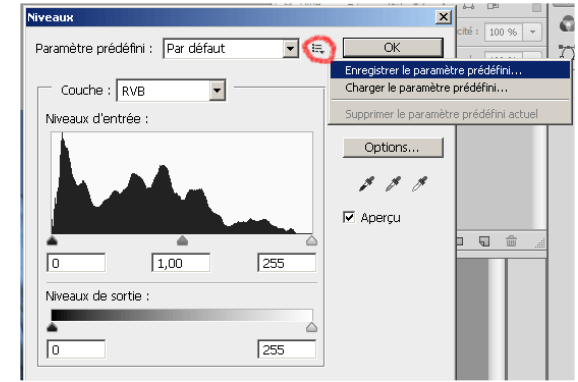 Niveaux
cité : 100 %
Paramètre prédéfini : Par défaut
OK
Enregistrer le paramètre prédéfini...
Charger le paramètre prédéfini...
Supprimer le paramètre prédéfini actuel
Couche : RVB
Niveaux d'entrée :
Options...
Aperçu
0 1,00 255
Niveaux de sortie :
0 255